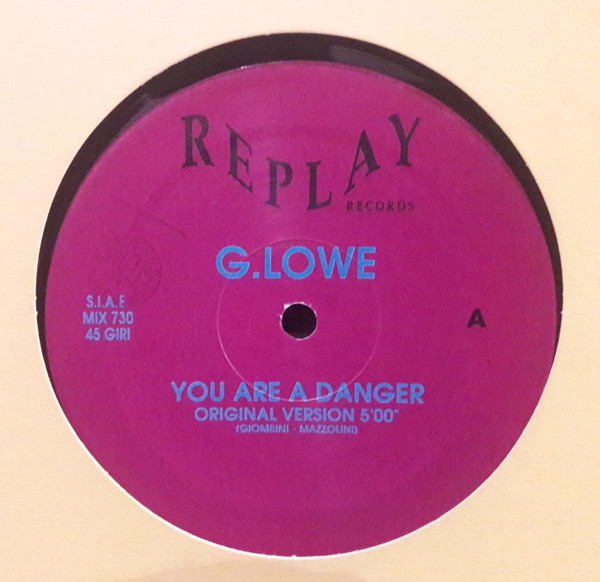 REPLAY
RECORDS
G.LOWE
S.I.A.E
MIX 730
45 GIRI
A
YOU ARE A DANGER
ORIGINAL VERSION 5'00"
(GIOMBINI - MAZZOLINI)